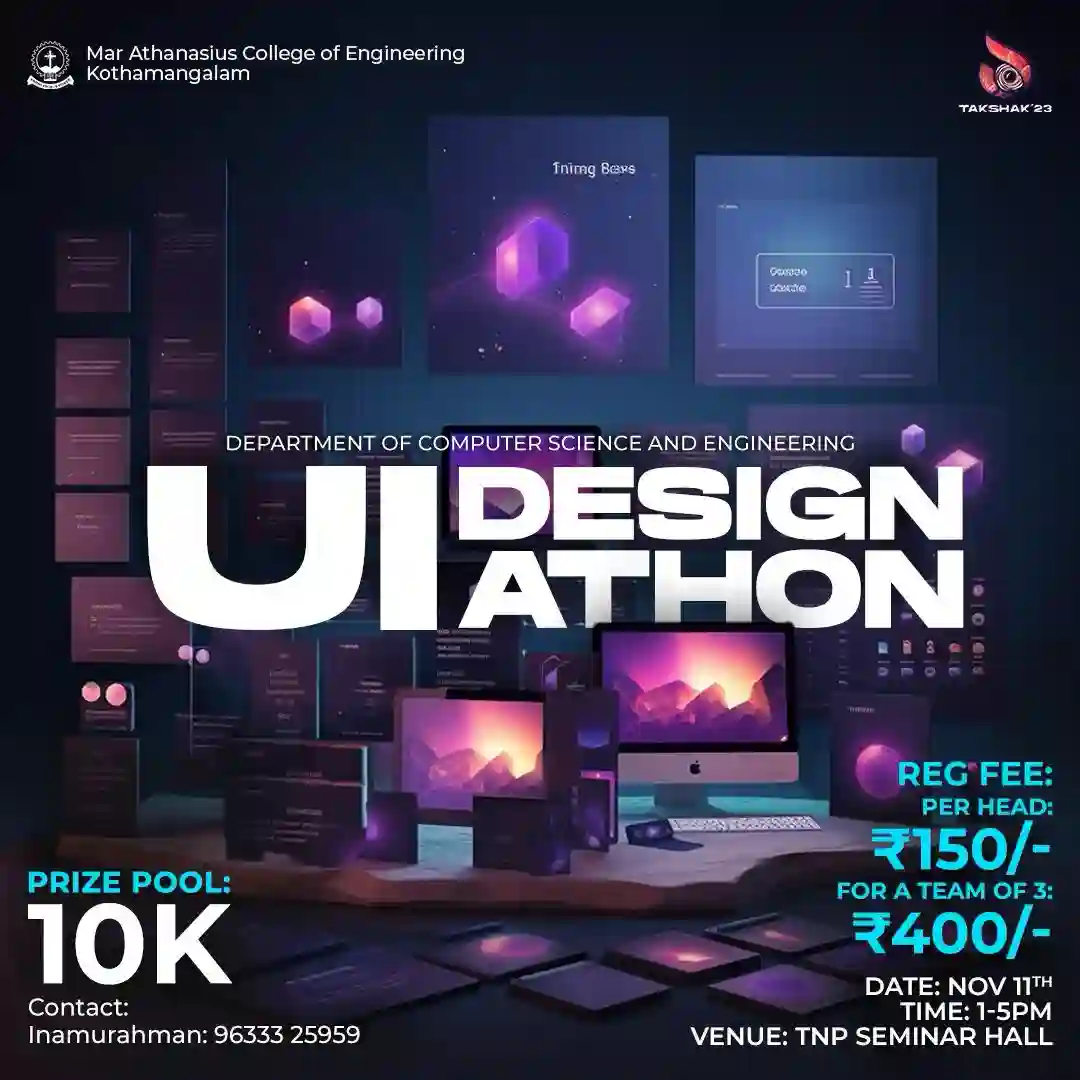 Mar Athanasius College of Engineering
Kothamangalam
TAKSHAK'23
DEPARTMENT OF COMPUTER SCIENCE AND ENGINEERING
UI DESIGN
ATHON
REG FEE:
PER HEAD:
₹150/-
FOR A TEAM OF 3:
₹400/-
PRIZE POOL:
10K
Contact:
Inamurahman: 96333 25959
DATE: NOV 11TH
TIME: 1-5PM
VENUE: TNP SEMINAR HALL